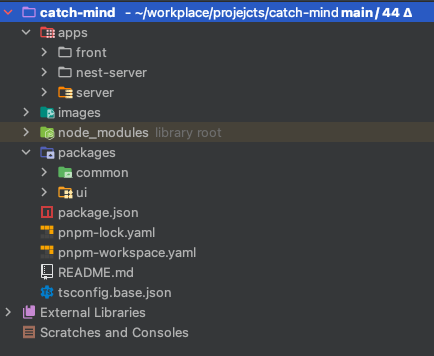 catch-mind - ~/workplace/projejcts/catch-mind main / 44 Δ
apps
front
nest-server
server
images
node_modules library root
packages
common
ui
package.json
pnpm-lock.yaml
pnpm-workspace.yaml
README.md
tsconfig.base.json
External Libraries
Scratches and Consoles